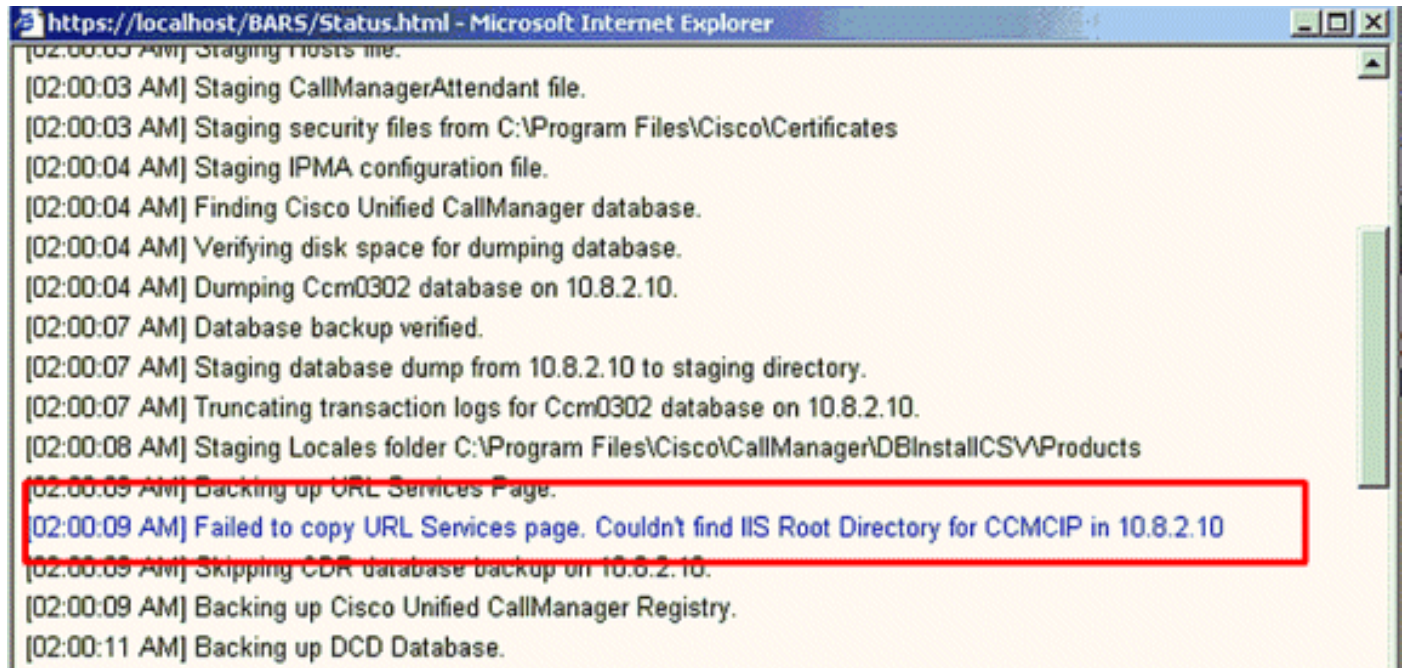 https://localhost/BARS/Status.html - Microsoft Internet Explorer
[02:00:03 AM] Staging Hosts file.
[02:00:03 AM] Staging CallManagerAttendant file.
[02:00:03 AM] Staging security files from C:\Program Files\Cisco\Certificates
[02:00:04 AM] Staging IPMA configuration file.
[02:00:04 AM] Finding Cisco Unified CallManager database.
[02:00:04 AM] Verifying disk space for dumping database.
[02:00:04 AM] Dumping Ccm0302 database on 10.8.2.10.
[02:00:07 AM] Database backup verified.
[02:00:07 AM] Staging database dump from 10.8.2.10 to staging directory.
[02:00:07 AM] Truncating transaction logs for Ccm0302 database on 10.8.2.10.
[02:00:08 AM] Staging Locales folder C:\Program Files\Cisco\CallManager\DBInstallCSV\\Products
[02:00:09 AM] Backing up URL Services Page.
[02:00:09 AM] Failed to copy URL Services page. Couldn't find IIS Root Directory for CCMCIP in 10.8.2.10
[02:00:09 AM] Skipping CDR database backup on 10.8.2.10.
[02:00:09 AM] Backing up Cisco Unified CallManager Registry.
[02:00:11 AM] Backing up DCD Database.